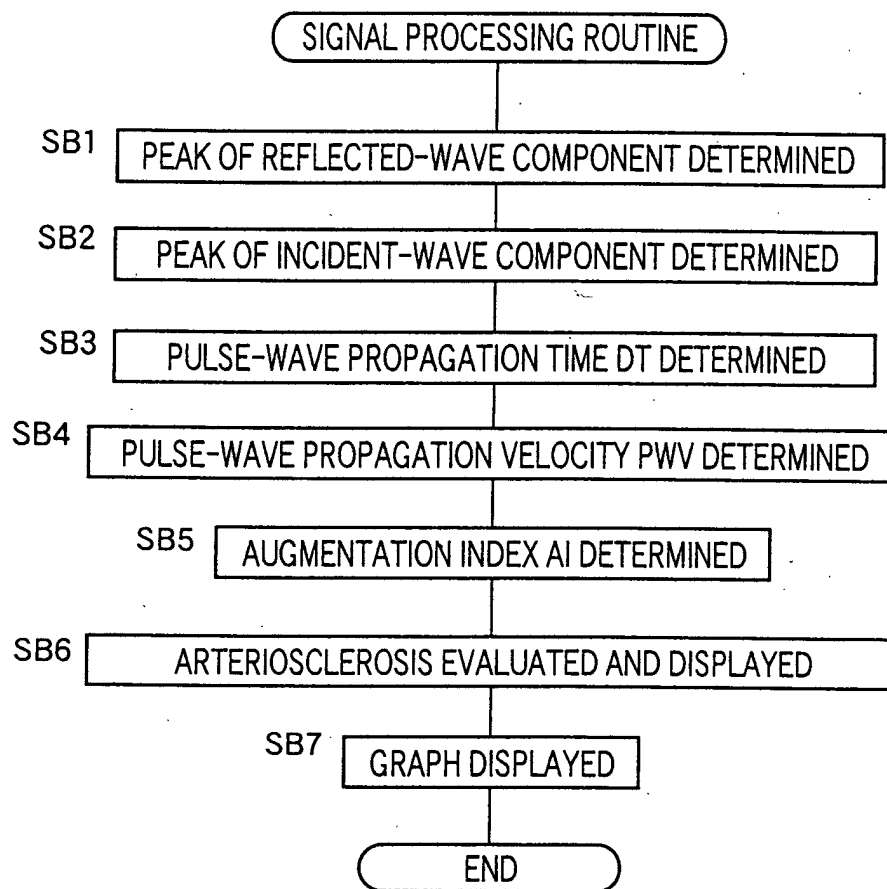 SIGNAL PROCESSING ROUTINE
SB1 PEAK OF REFLECTED-WAVE COMPONENT DETERMINED
SB2 PEAK OF INCIDENT-WAVE COMPONENT DETERMINED
SB3 PULSE-WAVE PROPAGATION TIME DT DETERMINED
SB4 PULSE-WAVE PROPAGATION VELOCITY PWV DETERMINED
SB5 AUGMENTATION INDEX AI DETERMINED
SB6 ARTERIOSCLEROSIS EVALUATED AND DISPLAYED
SB7 GRAPH DISPLAYED
END